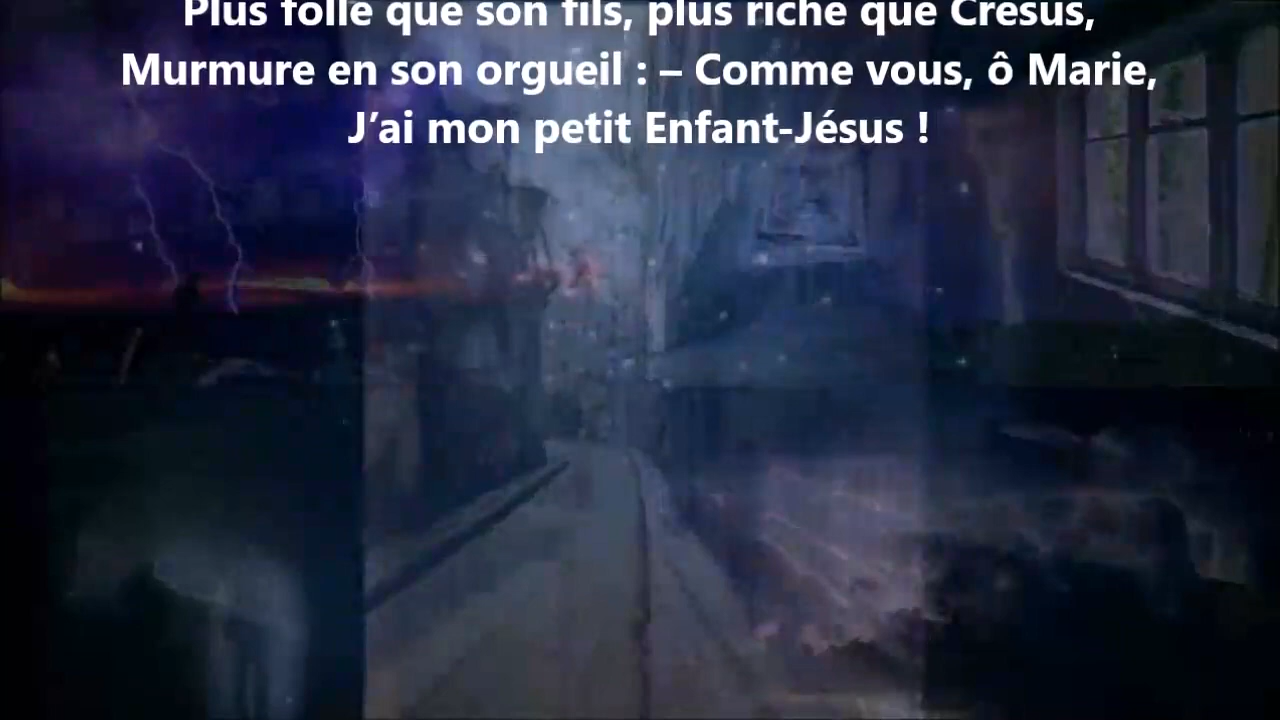 Plus folle que son fils, plus riche que Crésus,
Murmure en son orgueil : – Comme vous, ô Marie,
J’ai mon petit Enfant-Jésus !